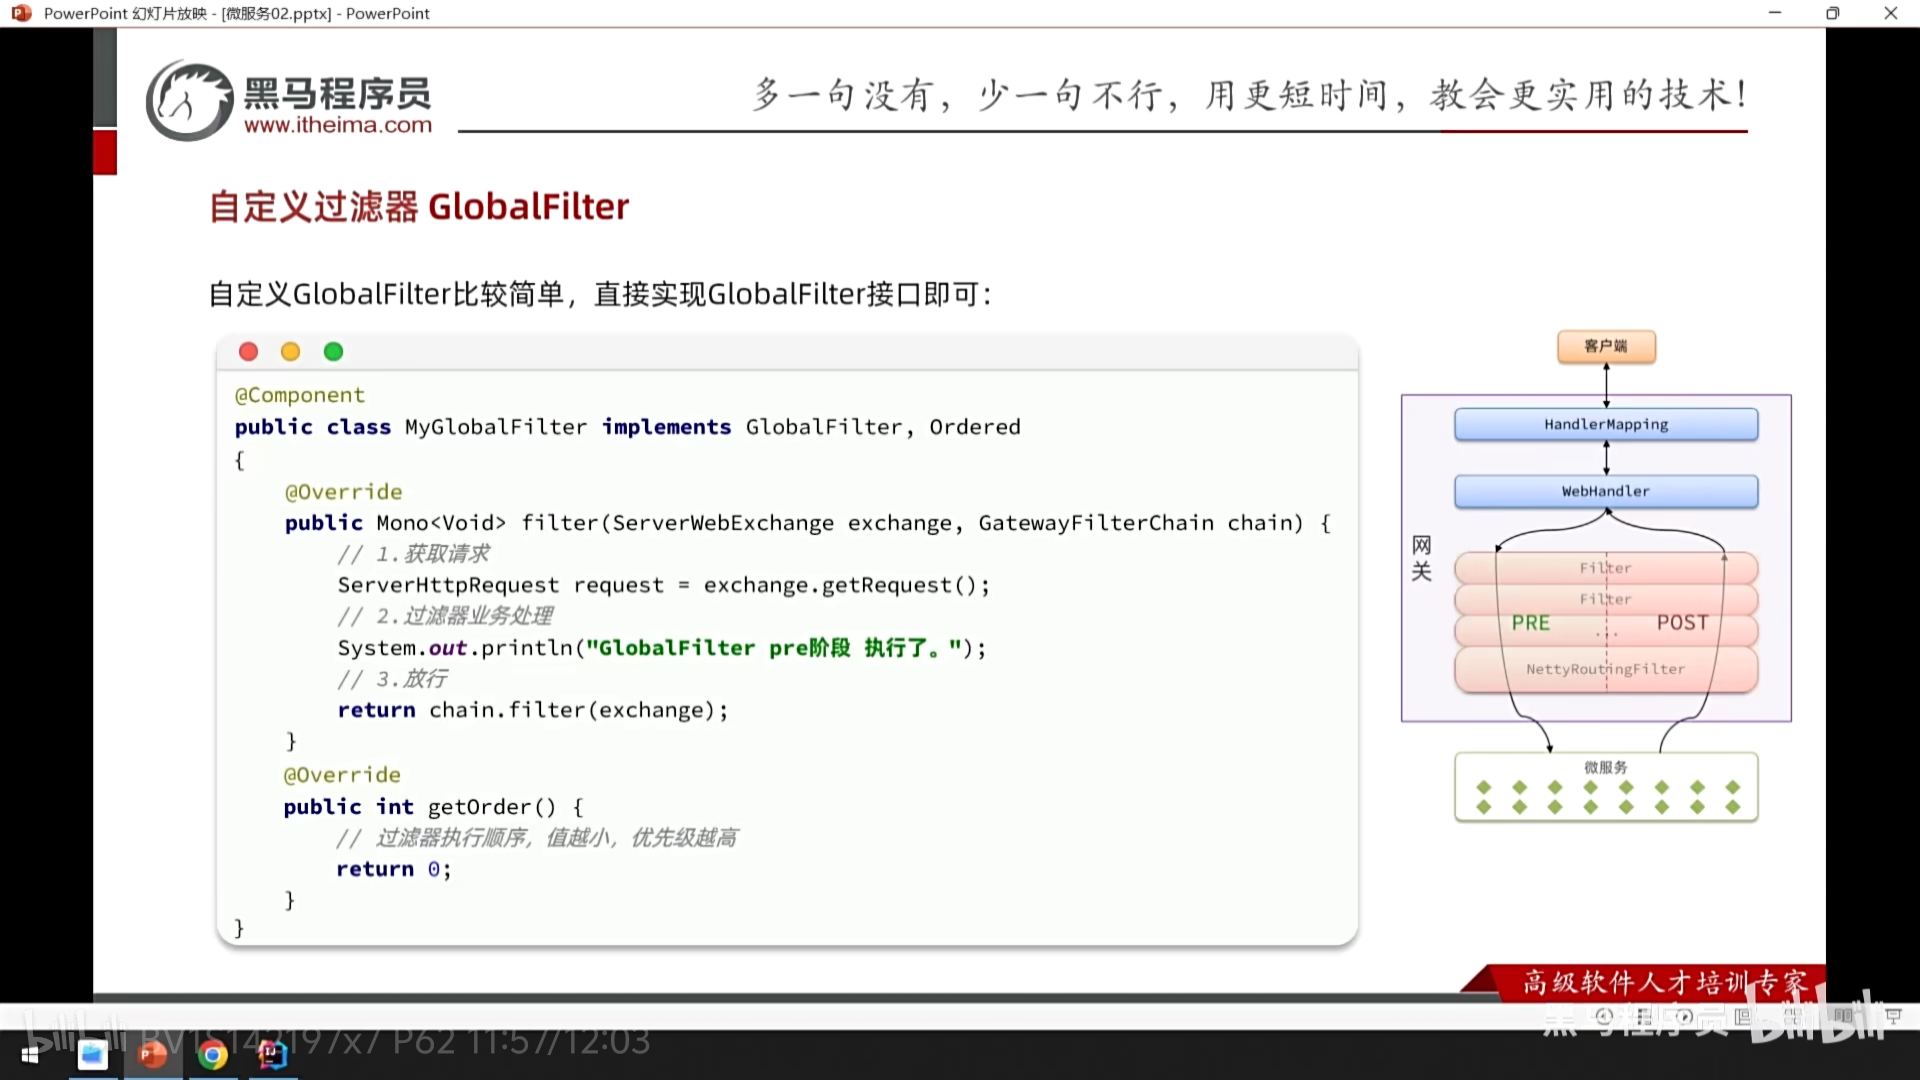 PowerPoint 幻灯片放映 - [微服务02.pptx] - PowerPoint
黑马程序员
www.itheima.com
多一句没有，少一句不行，用更短时间，教会更实用的技术！
自定义过滤器 GlobalFilter
自定义GlobalFilter比较简单，直接实现GlobalFilter接口即可：
@Component
public class MyGlobalFilter implements GlobalFilter, Ordered
{
@Override
public Mono<Void> filter(ServerWebExchange exchange, GatewayFilterChain chain) {
// 1.获取请求
ServerHttpRequest request = exchange.getRequest();
// 2.过滤器业务处理
System.out.println("GlobalFilter pre阶段 执行了。");
// 3.放行
return chain.filter(exchange);
}
@Override
public int getOrder() {
// 过滤器执行顺序，值越小，优先级越高
return 0;
}
}
客户端
HandlerMapping
WebHandler
网关
Filter
Filter
PRE
...
POST
NettyRoutingFilter
微服务
高级软件人才培训专家
黑马程序员 bilibili
bilibili P62 11:57/12:03